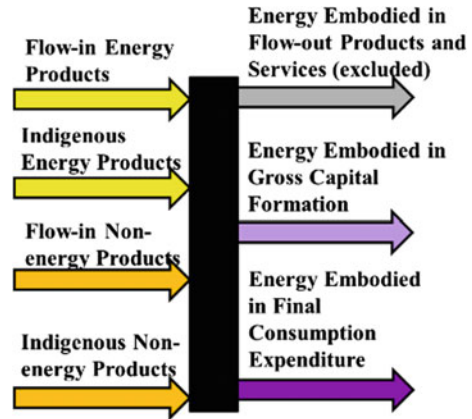 Flow-in Energy
Products
Indigenous
Energy Products
Flow-in Non-
energy Products
Indigenous Non-
energy Products
Energy Embodied in
Flow-out Products and
Services (excluded)
Energy Embodied in
Gross Capital
Formation
Energy Embodied
in Final
Consumption
Expenditure